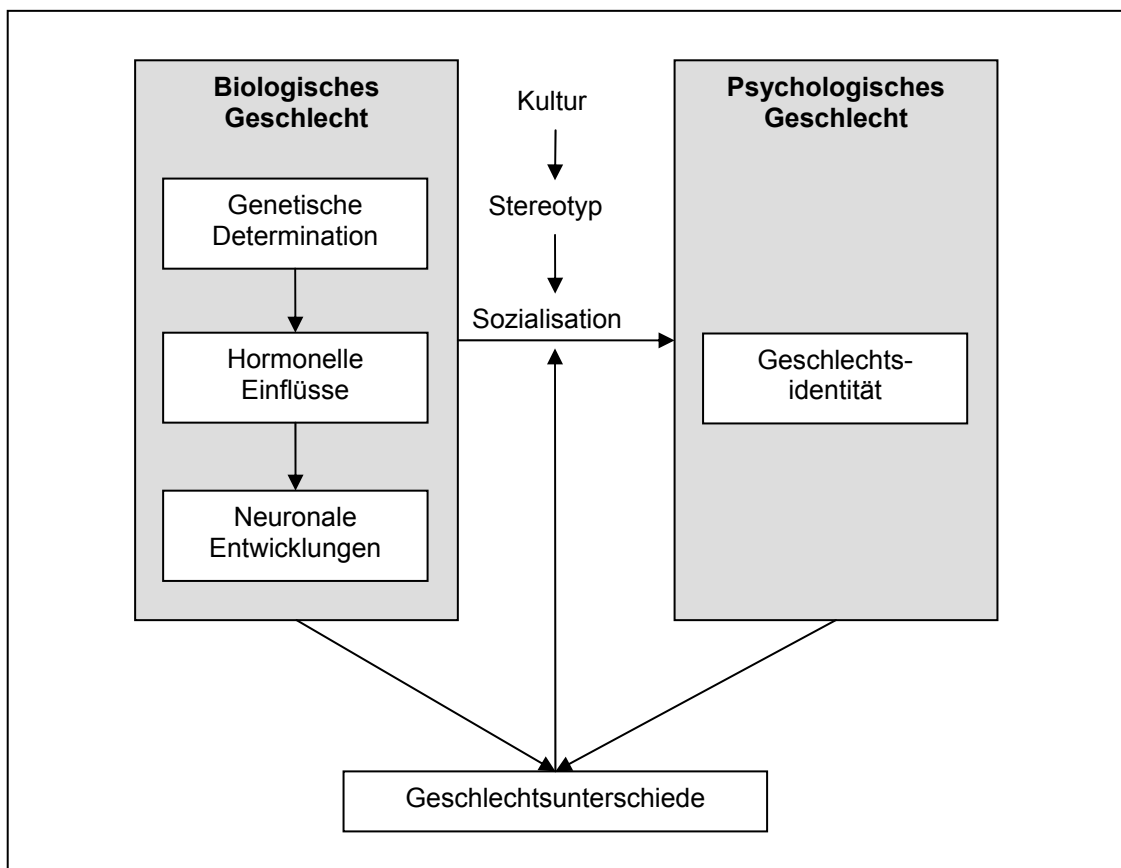 Biologisches
Geschlecht
Genetische
Determination
Hormonelle
Einflüsse
Neuronale
Entwicklungen
Kultur
Stereotyp
Sozialisation
Psychologisches
Geschlecht
Geschlechts-
identität
Geschlechtsunterschiede